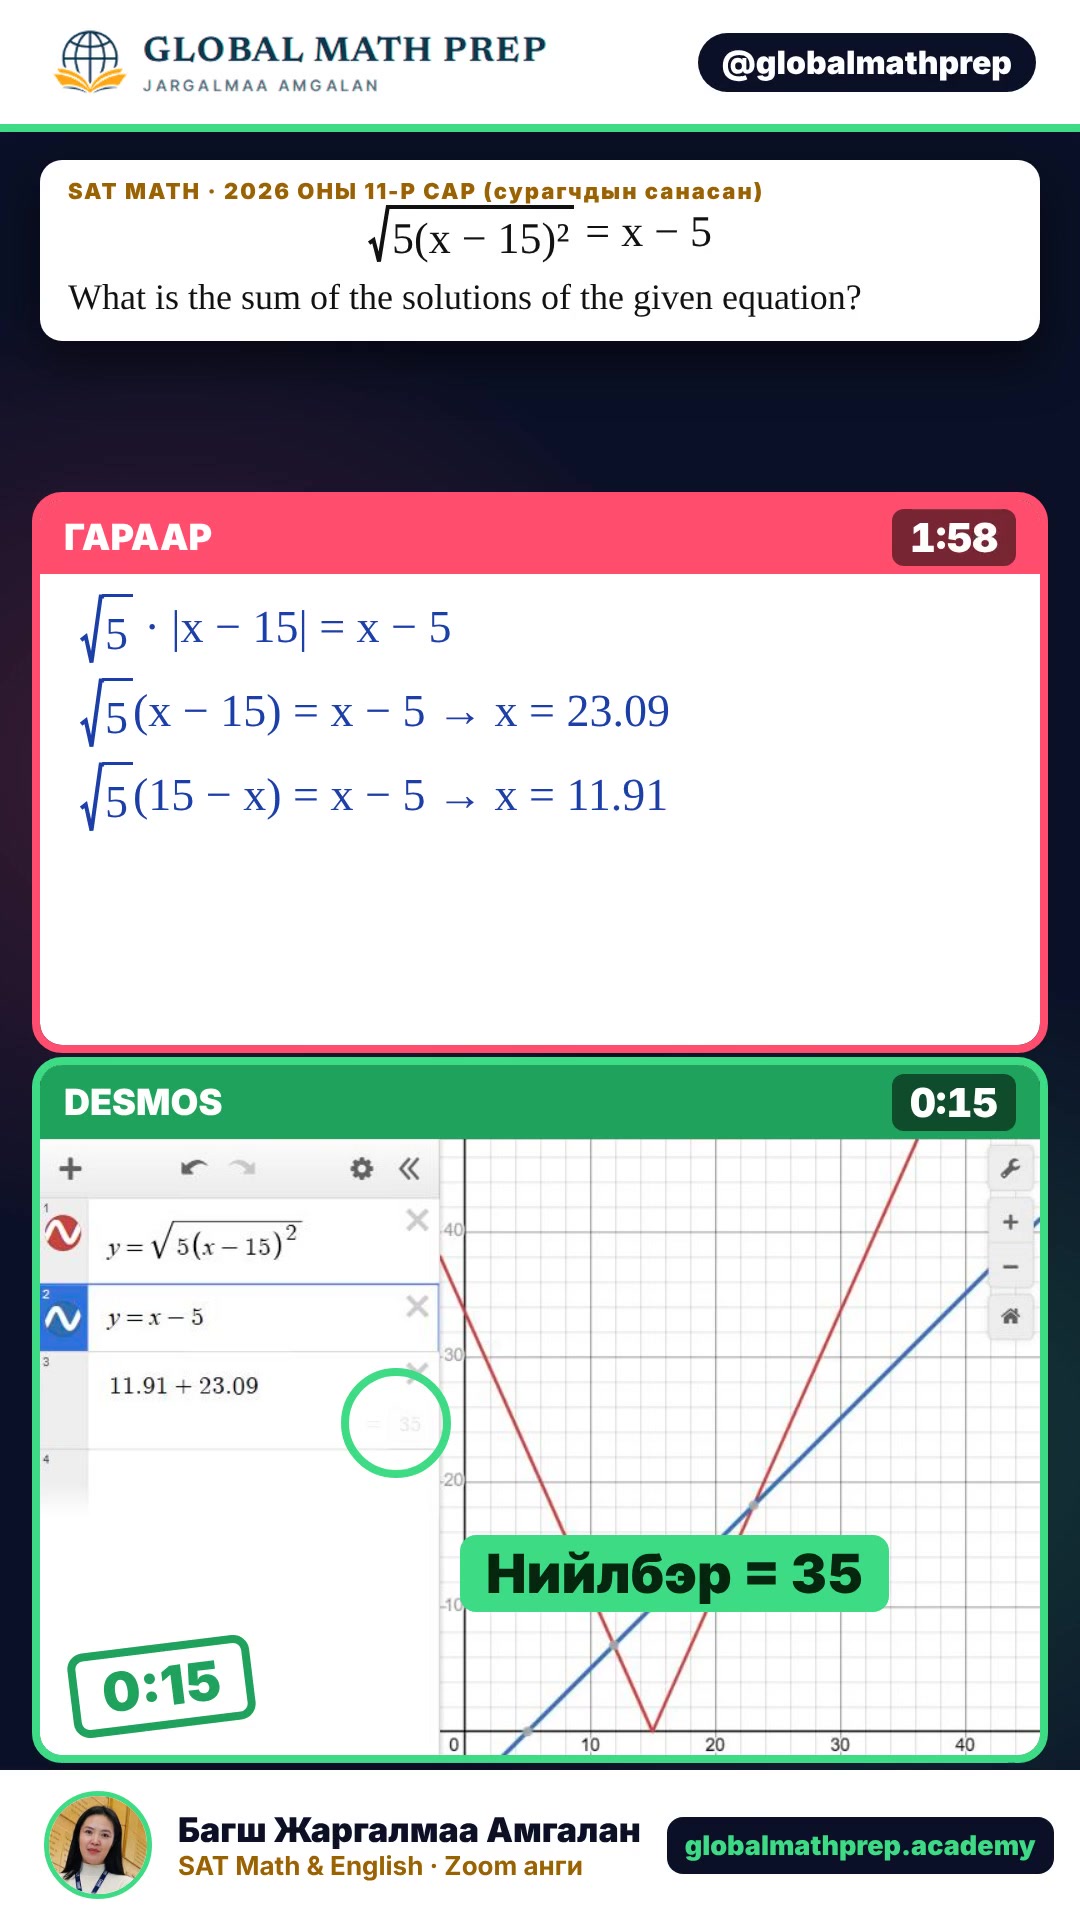 GLOBAL MATH PREP
JARGALMAA AMGALAN
@globalmathprep
SAT MATH · 2026 ОНЫ 11-Р САР (сурагчдын санасан)
√5(x − 15)² = x − 5
What is the sum of the solutions of the given equation?
ГАРААР
1:58
√5 · |x − 15| = x − 5
√5(x − 15) = x − 5 → x = 23.09
√5(15 − x) = x − 5 → x = 11.91
DESMOS
0:15
1
y = √5(x − 15)²
2
y = x − 5
3
11.91 + 23.09
= 35
4
40
30
20
10
0
10
20
30
40
Нийлбэр = 35
0:15
Багш Жаргалмаа Амгалан
SAT Math & English · Zoom анги
globalmathprep.academy